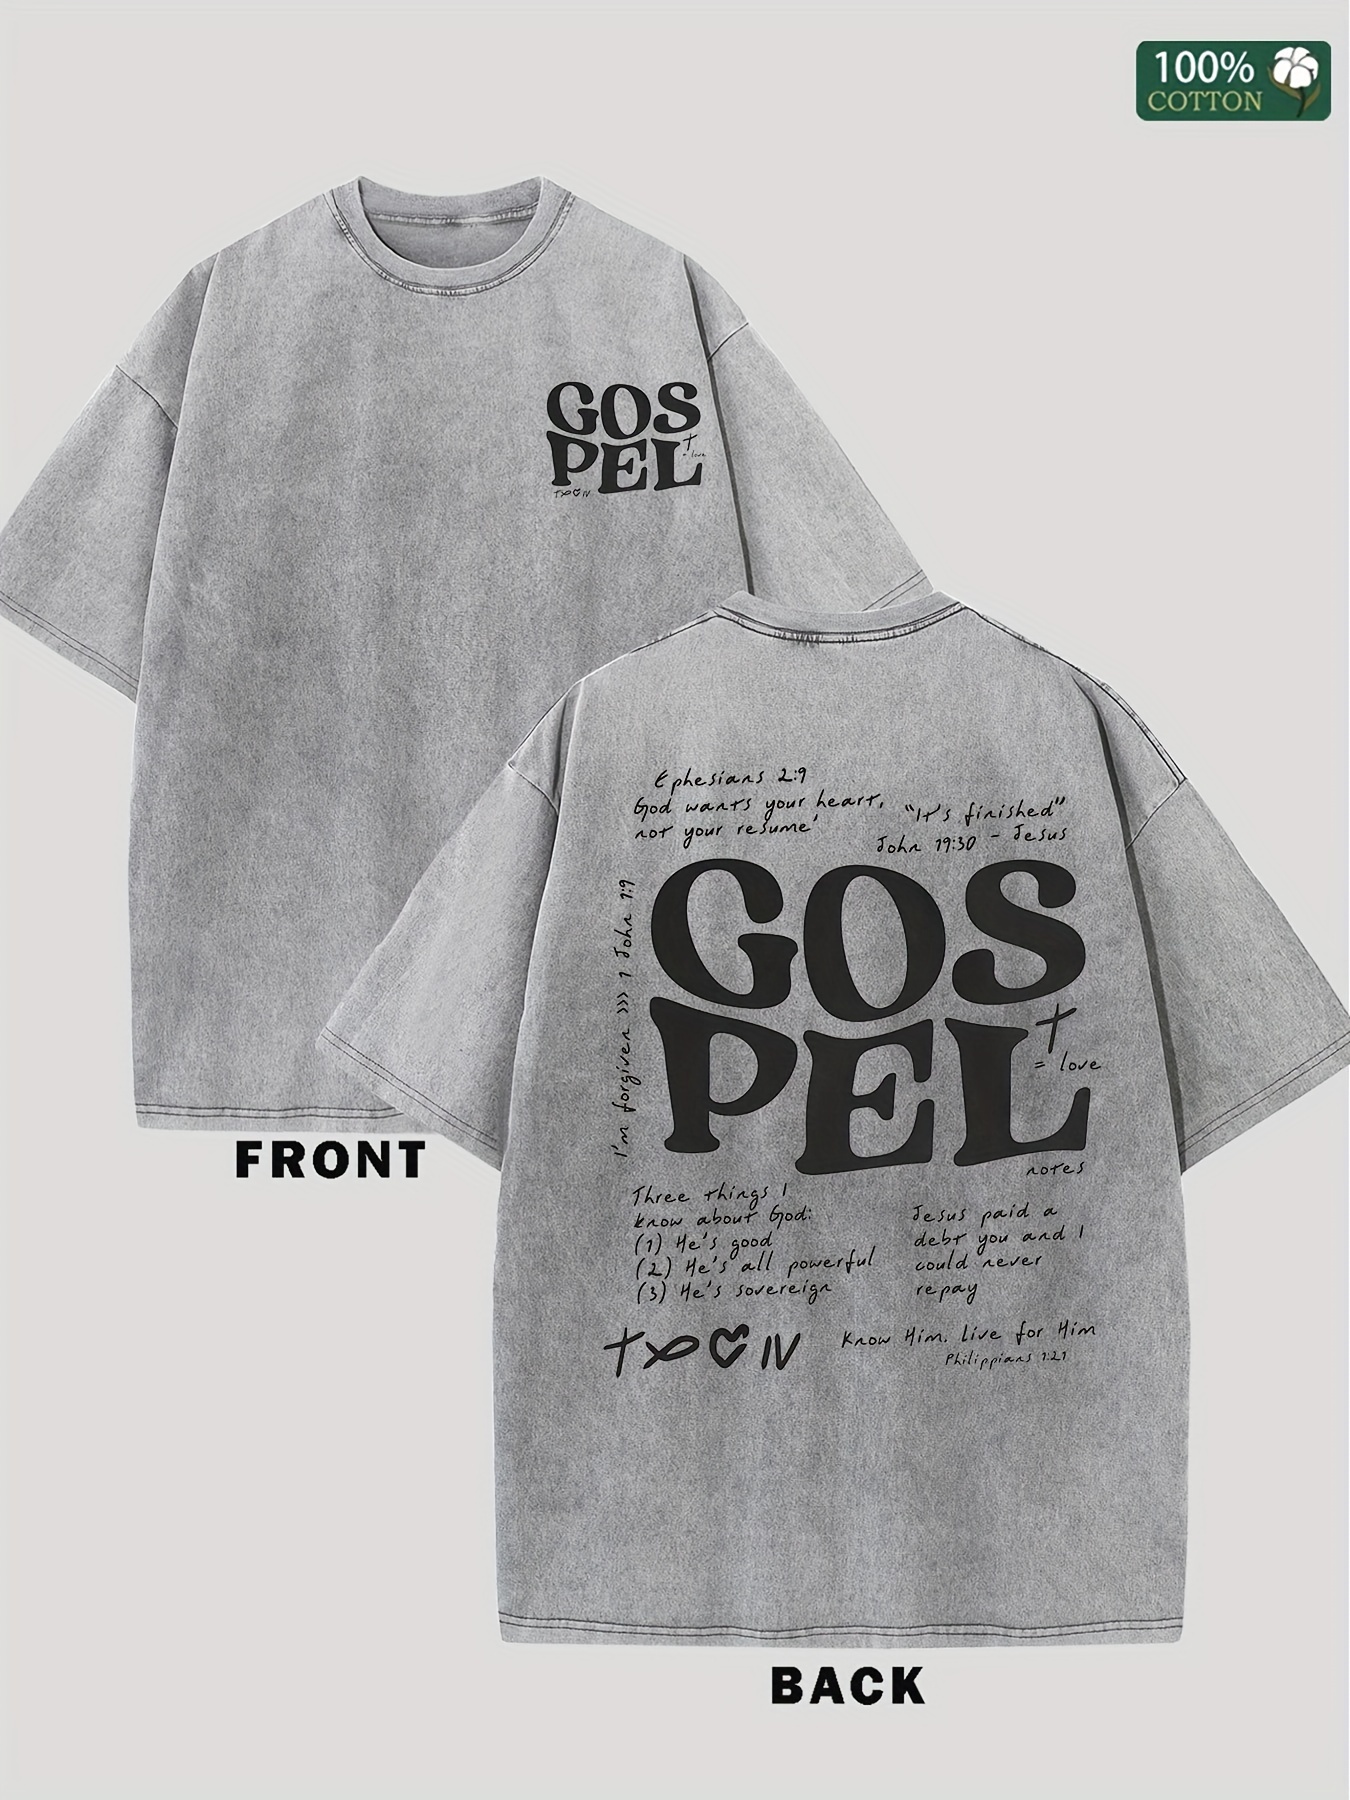 100%
COTTON
GOS
PEL
= love
IV
FRONT
Ephesians 2:9
God wants your heart,
not your resume'
"It's finished"
John 19:30 - Jesus
I'm forgiven >>> 1 John 1:9
GOS
PEL
= love
notes
Three things I
know about God:
(1) He's good
(2) He's all powerful
(3) He's sovereign
Jesus paid a
debt you and I
could never
repay
IV
Know Him. live for Him
Philippians 1:21
BACK